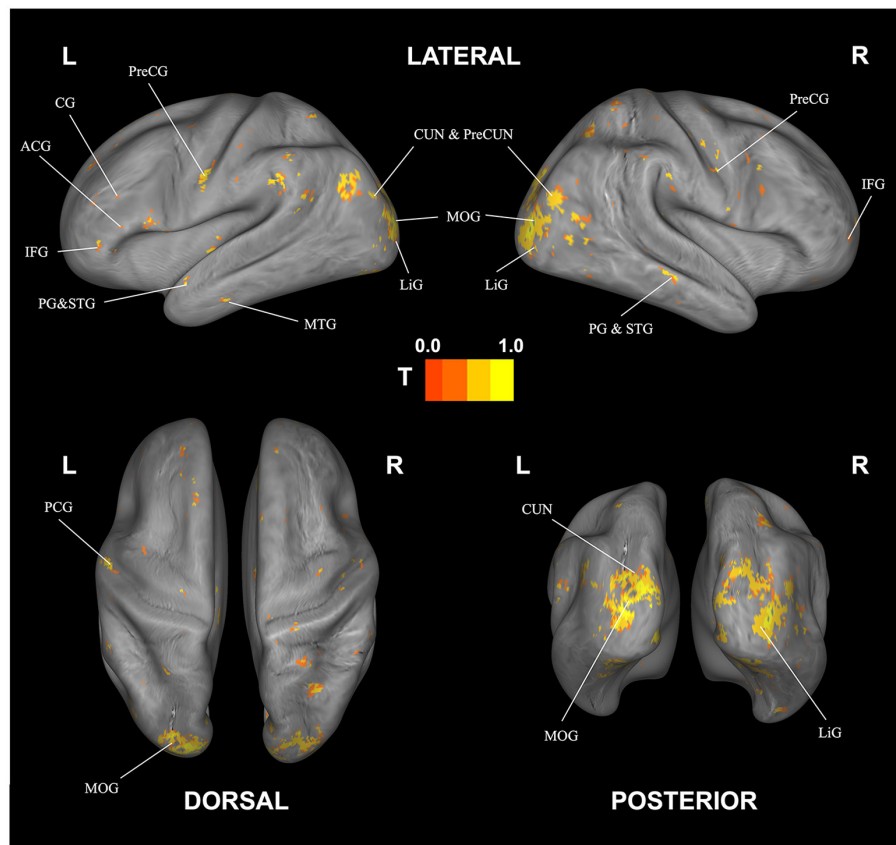 L
LATERAL
R
PreCG
CG
ACG
IFG
PG&STG
MTG
CUN & PreCUN
MOG
LiG
LiG
PreCG
IFG
PG & STG
0.0
1.0
T
L
R
PCG
MOG
DORSAL
L
R
CUN
MOG
LiG
POSTERIOR